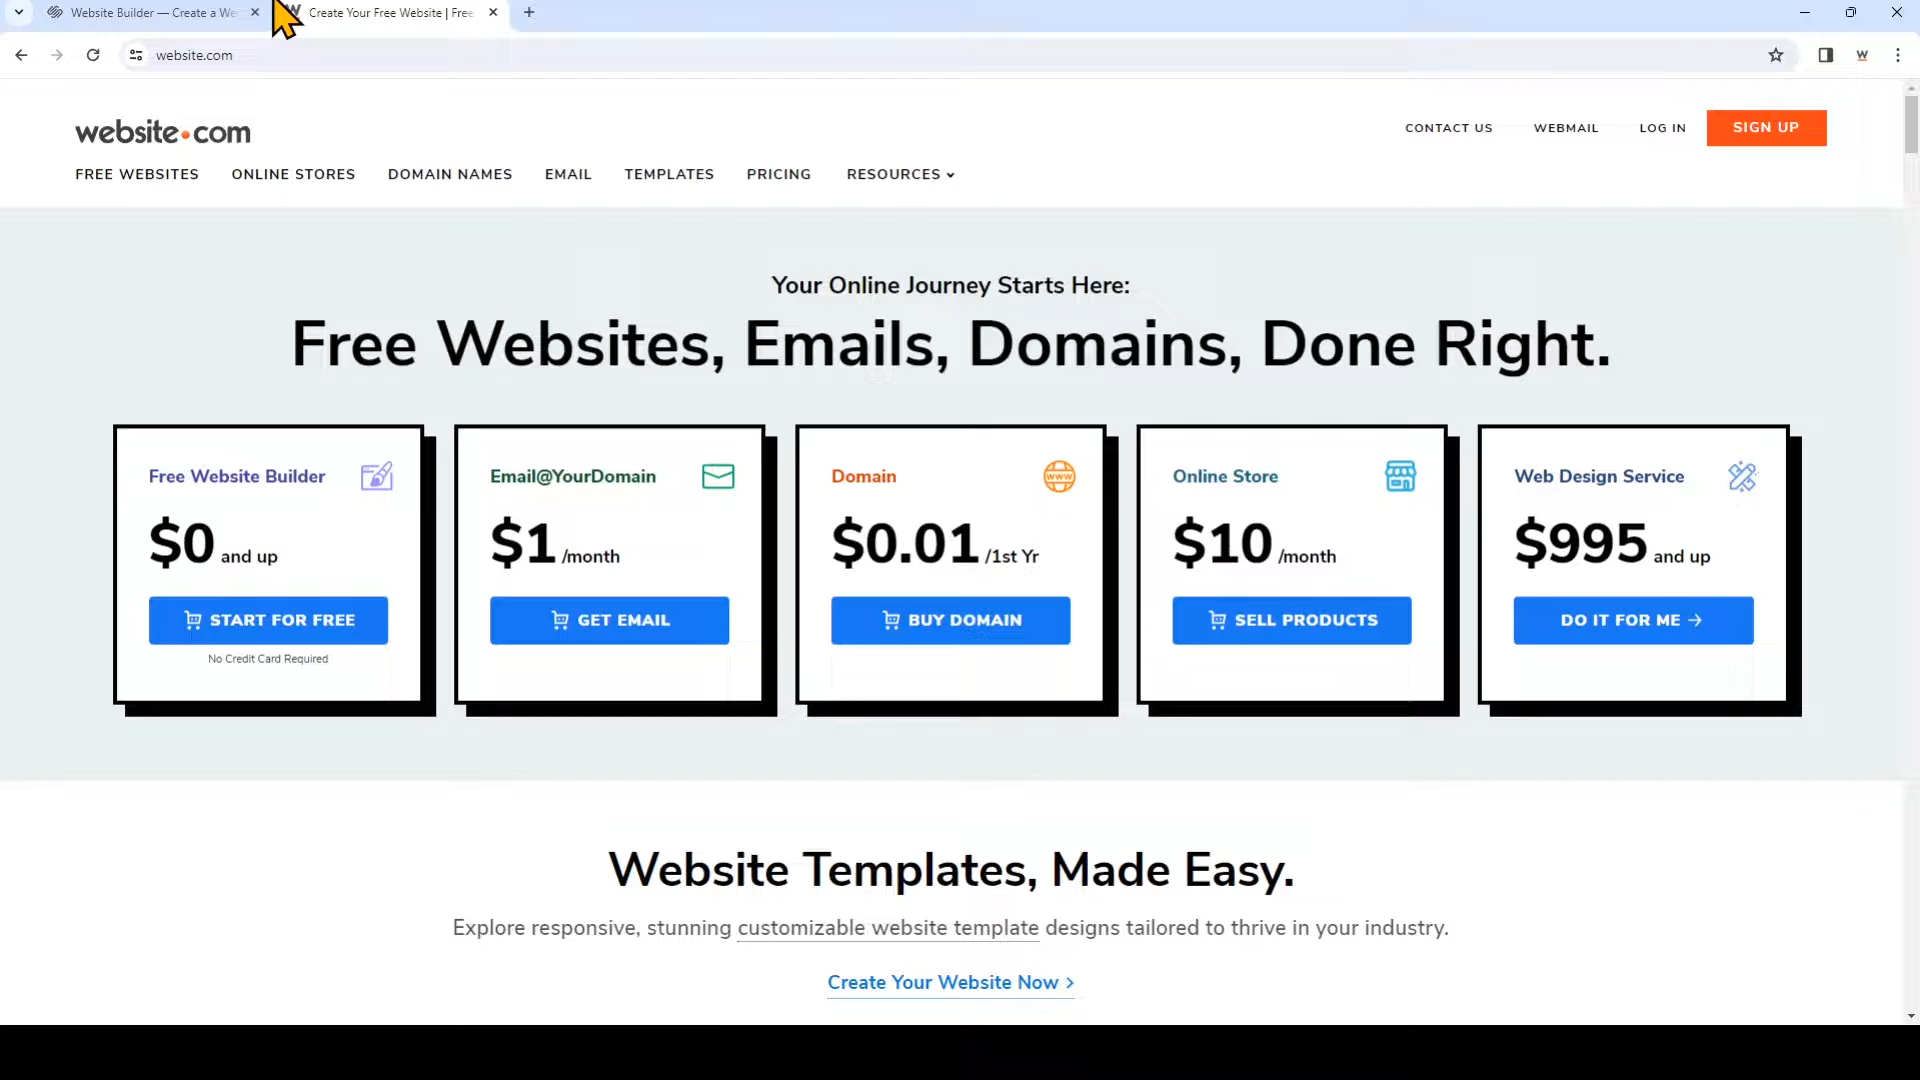 Website Builder — Create a We
Create Your Free Website | Free
website.com
website.com
CONTACT US
WEBMAIL
LOG IN
SIGN UP
FREE WEBSITES
ONLINE STORES
DOMAIN NAMES
EMAIL
TEMPLATES
PRICING
RESOURCES
Your Online Journey Starts Here:
Free Websites, Emails, Domains, Done Right.
Free Website Builder
$0 and up
START FOR FREE
No Credit Card Required
Email@YourDomain
$1 /month
GET EMAIL
Domain
www
$0.01 /1st Yr
BUY DOMAIN
Online Store
$10 /month
SELL PRODUCTS
Web Design Service
$995 and up
DO IT FOR ME →
Website Templates, Made Easy.
Explore responsive, stunning customizable website template designs tailored to thrive in your industry.
Create Your Website Now >